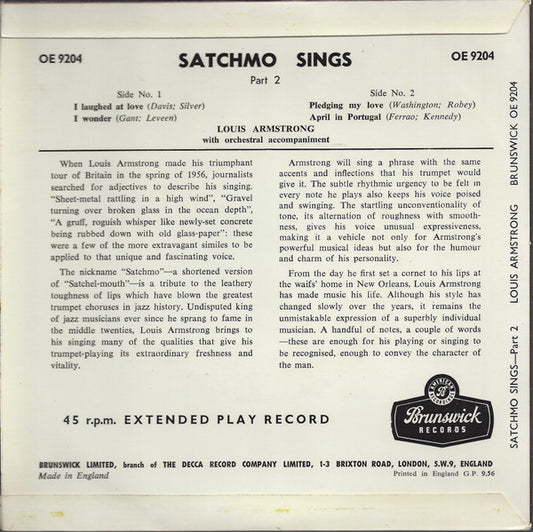 OE 9204
SATCHMO SINGS
OE 9204
Part 2
Side No. 1
I laughed at love (Davis; Silver)
I wonder (Gant; Leveen)
Side No. 2
Pledging my love (Washington; Robey)
April in Portugal (Ferrao; Kennedy)
LOUIS ARMSTRONG
with orchestral accompaniment
When Louis Armstrong made his triumphant
tour of Britain in the spring of 1956, journalists
searched for adjectives to describe his singing.
“Sheet-metal rattling in a high wind”, “Gravel
turning over broken glass in the ocean depth”,
“A gruff, roguish whisper like newly-set concrete
being rubbed down with old glass-paper”: these
were a few of the more extravagant similes to be
applied to that unique and fascinating voice.
The nickname “Satchmo”—a shortened version
of “Satchel-mouth”—is a tribute to the leathery
toughness of lips which have blown the greatest
trumpet choruses in jazz history. Undisputed king
of jazz musicians ever since he sprang to fame in
the middle twenties, Louis Armstrong brings to
his singing many of the qualities that give his
trumpet-playing its extraordinary freshness and
vitality.
Armstrong will sing a phrase with the same
accents and inflections that his trumpet would
give it. The subtle rhythmic urgency to be felt in
every note he plays also keeps his voice poised
and swinging. The startling unconventionality of
tone, its alternation of roughness with smooth-
ness, gives his voice unusual expressiveness,
making it a vehicle not only for Armstrong's
powerful musical ideas but also for the humour
and charm of his personality.
From the day he first set a cornet to his lips at
the waifs' home in New Orleans, Louis Armstrong
has made music his life. Although his style has
changed slowly over the years, it remains the
unmistakable expression of a superbly individual
musician. A handful of notes, a couple of words
—these are enough for his playing or singing to
be recognised, enough to convey the character of
the man.
45 r.p.m. EXTENDED PLAY RECORD
AMERICAN
RECORDINGS
B
Brunswick
RECORDS
BRUNSWICK LIMITED, branch of THE DECCA RECORD COMPANY LIMITED, 1-3 BRIXTON ROAD, LONDON, S.W.9, ENGLAND
Made in England
Printed in England G.P. 9.56
SATCHMO SINGS—Part 2 LOUIS ARMSTRONG BRUNSWICK OE 9204